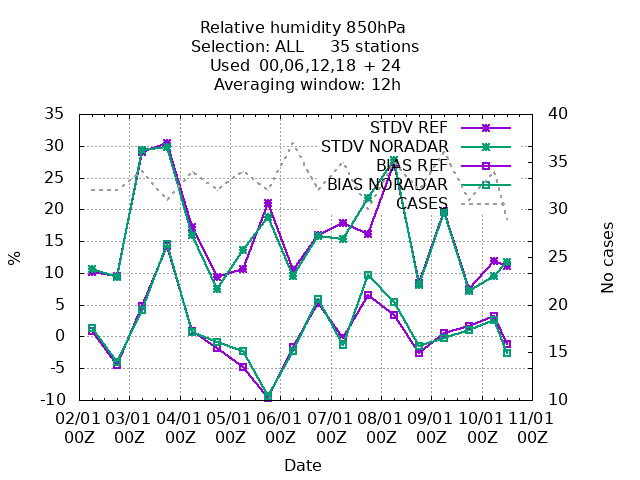 Relative humidity 850hPa
Selection: ALL 35 stations
Used 00,06,12,18 + 24
Averaging window: 12h
STDV REF
STDV NORADAR
BIAS REF
BIAS NORADAR
CASES
35
30
25
20
15
10
5
0
-5
-10
%
40
35
30
25
20
15
10
No cases
02/01 03/01 04/01 05/01 06/01 07/01 08/01 09/01 10/01 11/01
00Z 00Z 00Z 00Z 00Z 00Z 00Z 00Z 00Z 00Z
Date